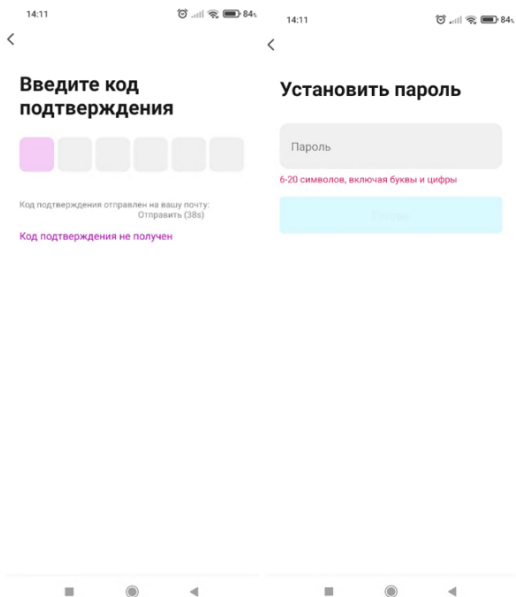 14:11
84%
Введите код
подтверждения
Код подтверждения отправлен на вашу почту:
Отправить (38s)
Код подтверждения не получен
14:11
84%
Установить пароль
Пароль
6-20 символов, включая буквы и цифры